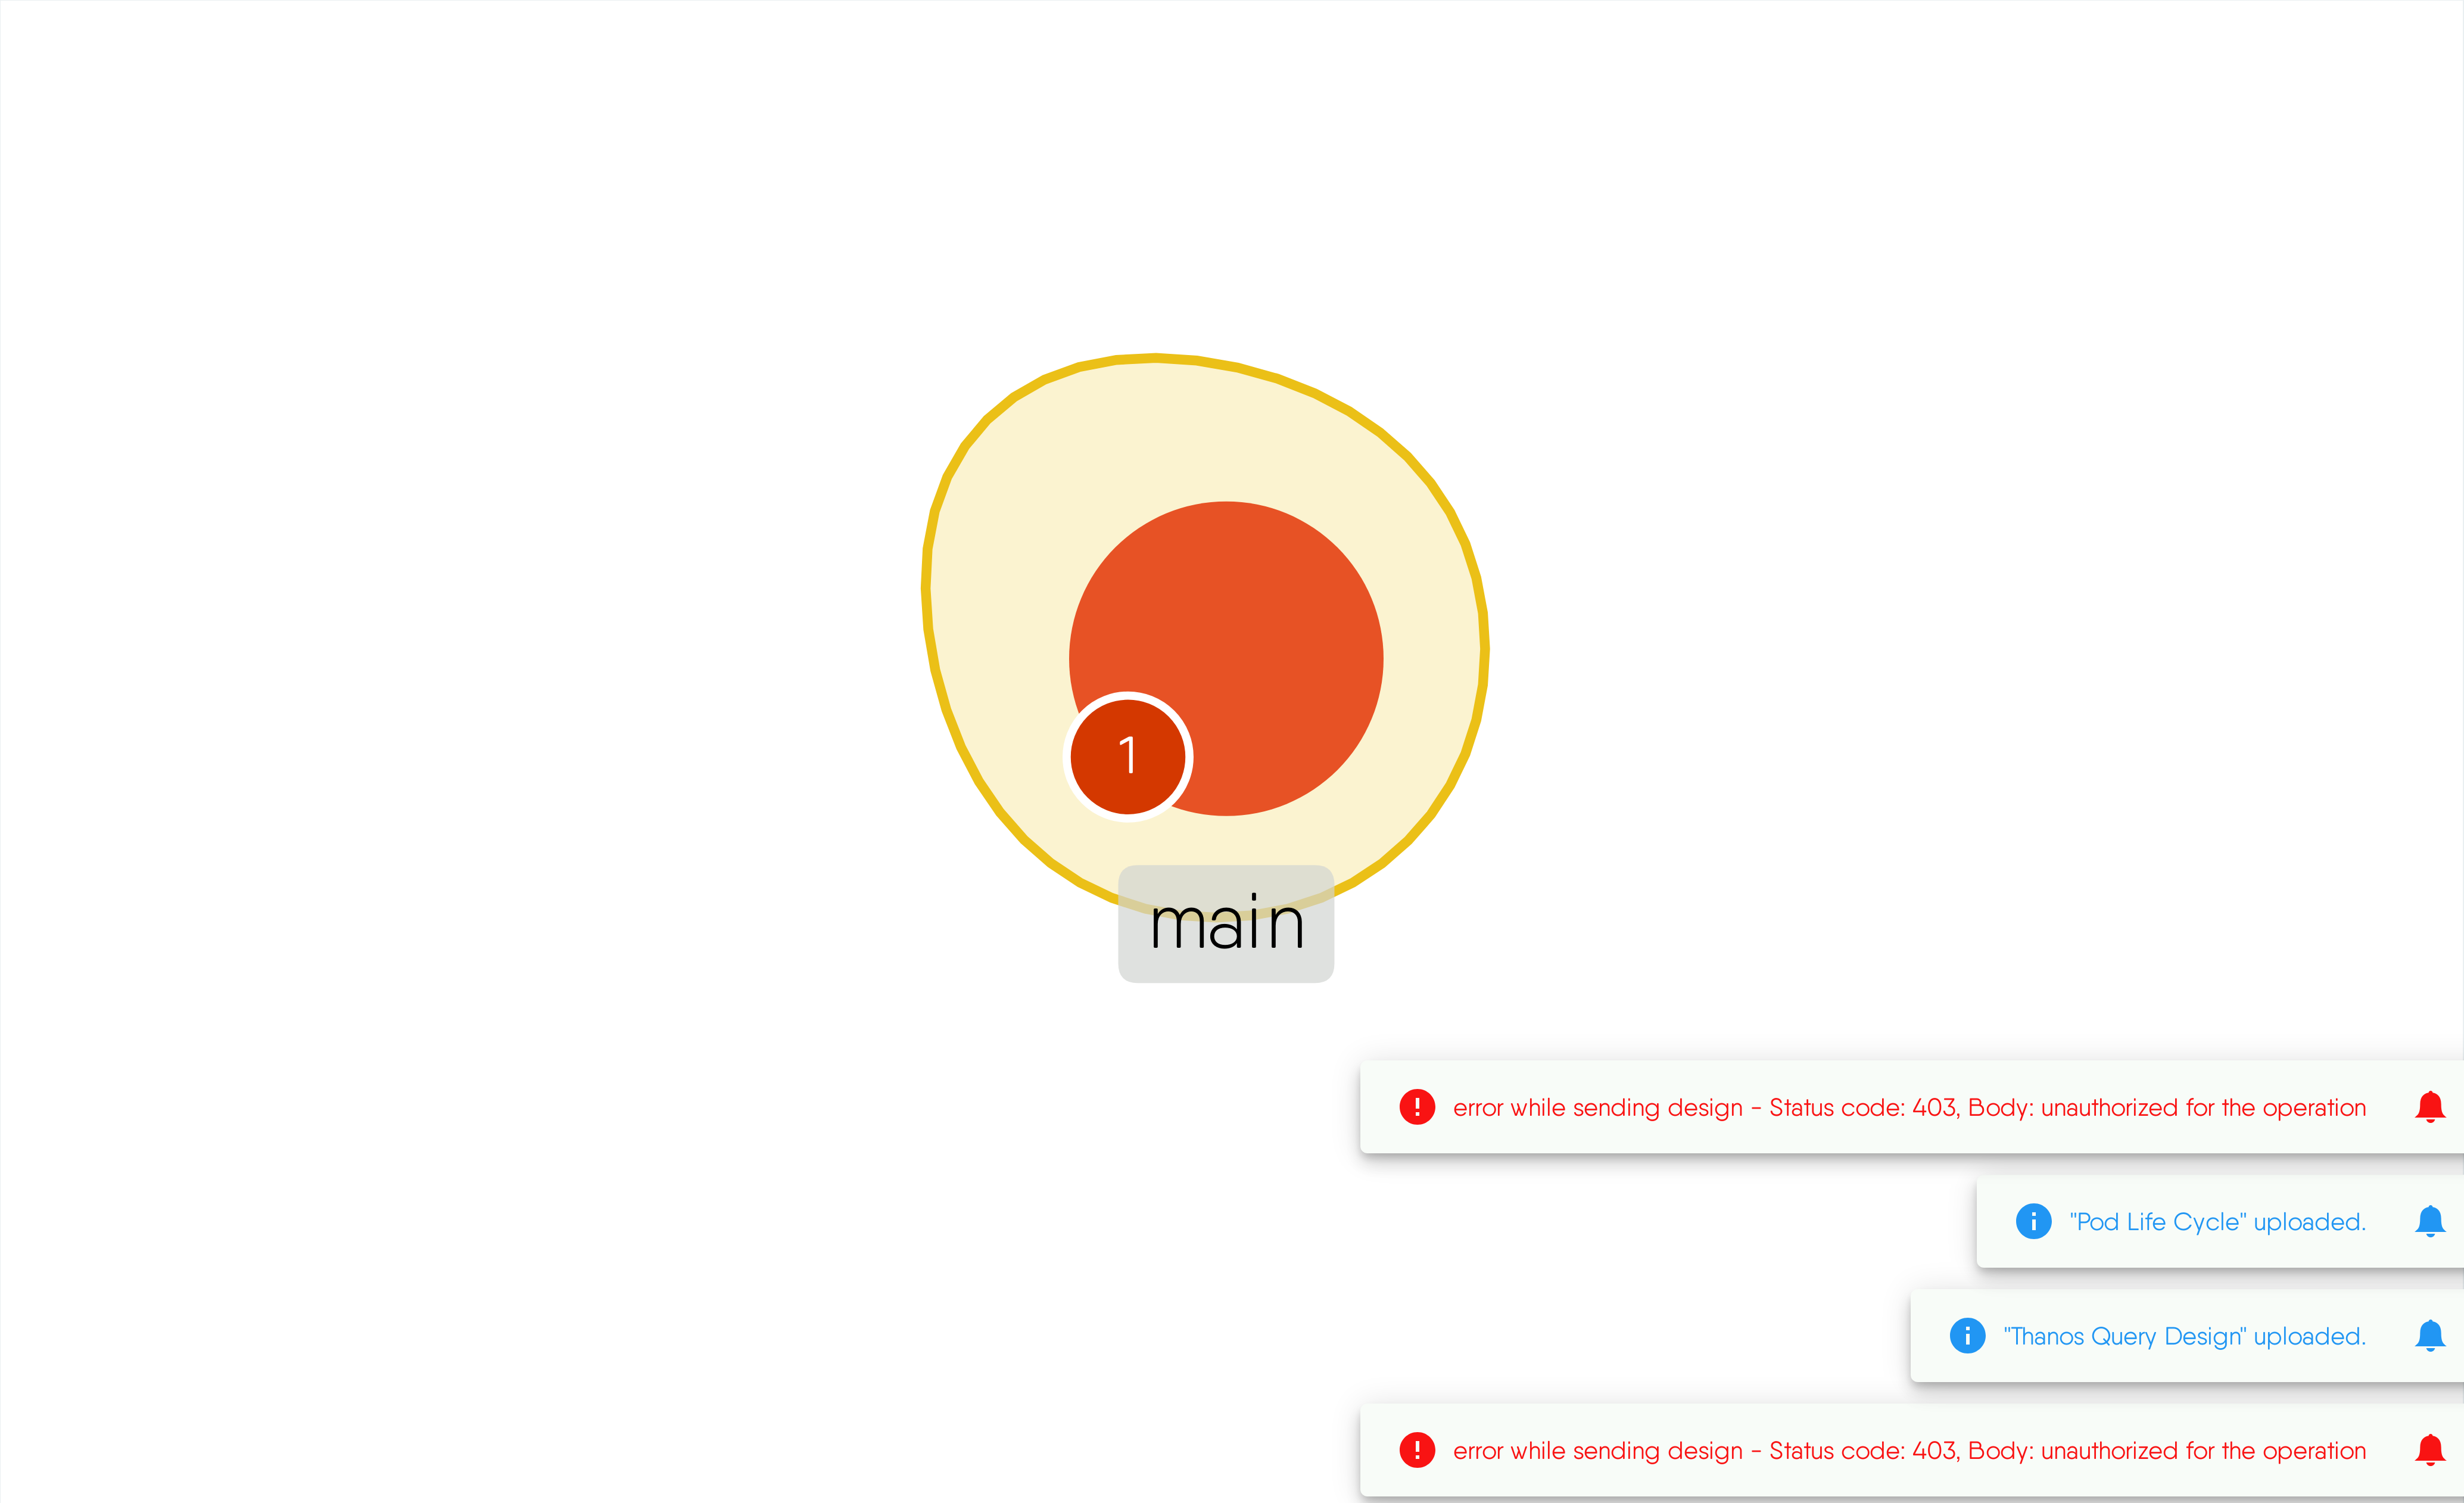 1
main
error while sending design - Status code: 403, Body: unauthorized for the operation
"Pod Life Cycle" uploaded.
"Thanos Query Design" uploaded.
error while sending design - Status code: 403, Body: unauthorized for the operation